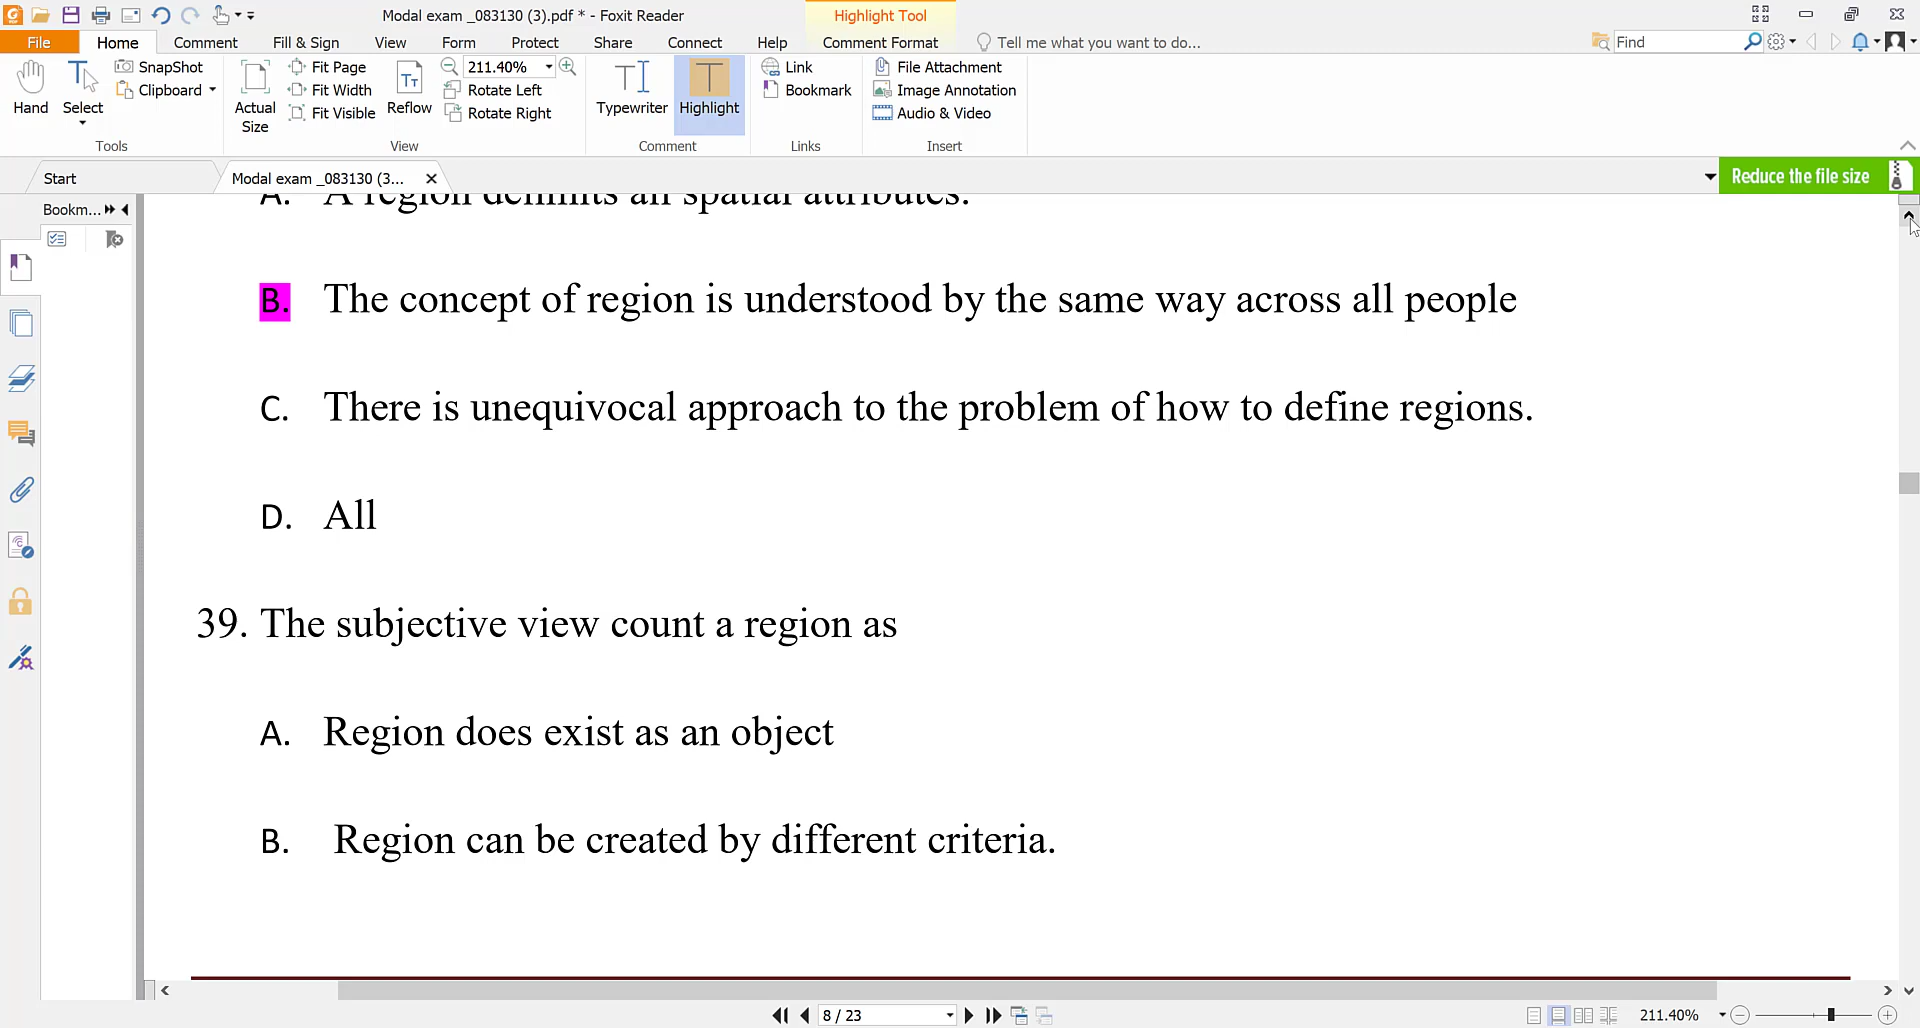 Modal exam _083130 (3).pdf * - Foxit Reader
Highlight Tool
File Home Comment Fill & Sign View Form Protect Share Connect Help Comment Format Tell me what you want to do... Find
Hand
Select
SnapShot
Clipboard
Tools
Actual
Size
Fit Page
Fit Width
Fit Visible
Reflow
211.40%
Rotate Left
Rotate Right
View
Typewriter
Highlight
Comment
Link
Bookmark
Links
File Attachment
Image Annotation
Audio & Video
Insert
Start
Modal exam _083130 (3...
Reduce the file size
Bookm...
A. A region delimits all spatial attributes.
B. The concept of region is understood by the same way across all people
C. There is unequivocal approach to the problem of how to define regions.
D. All
39. The subjective view count a region as
A. Region does exist as an object
B. Region can be created by different criteria.
8 / 23
211.40%